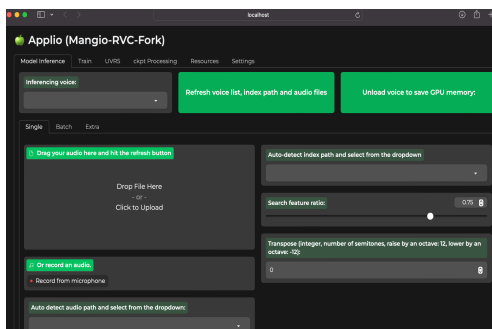 localhost
Applio (Mangio-RVC-Fork)
Model Inference Train UVR5 ckpt Processing Resources Settings
Inferencing voice:
Refresh voice list, index path and audio files
Unload voice to save GPU memory:
Single Batch Extra
Drag your audio here and hit the refresh button
Drop File Here
- or -
Click to Upload
Or record an audio.
Record from microphone
Auto detect audio path and select from the dropdown:
Auto-detect index path and select from the dropdown
Search feature ratio:
0.75
Transpose (integer, number of semitones, raise by an octave: 12, lower by an
octave: -12):
0